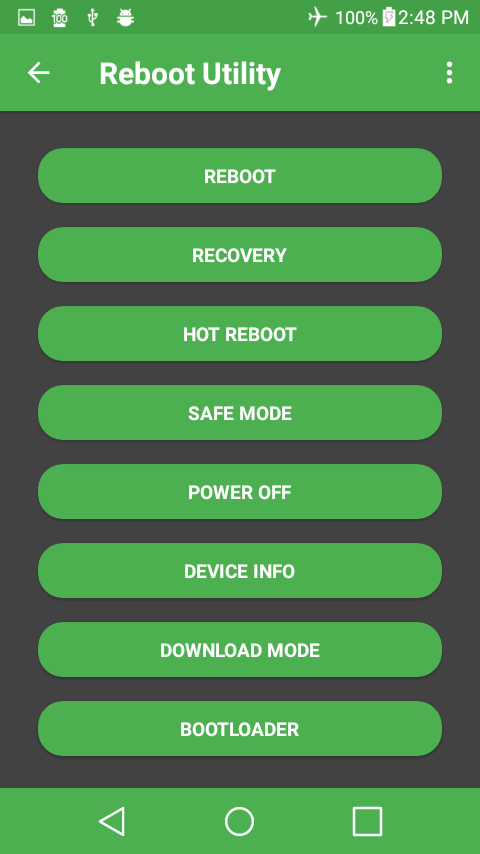 100 100% 2:48 PM
Reboot Utility
REBOOT
RECOVERY
HOT REBOOT
SAFE MODE
POWER OFF
DEVICE INFO
DOWNLOAD MODE
BOOTLOADER